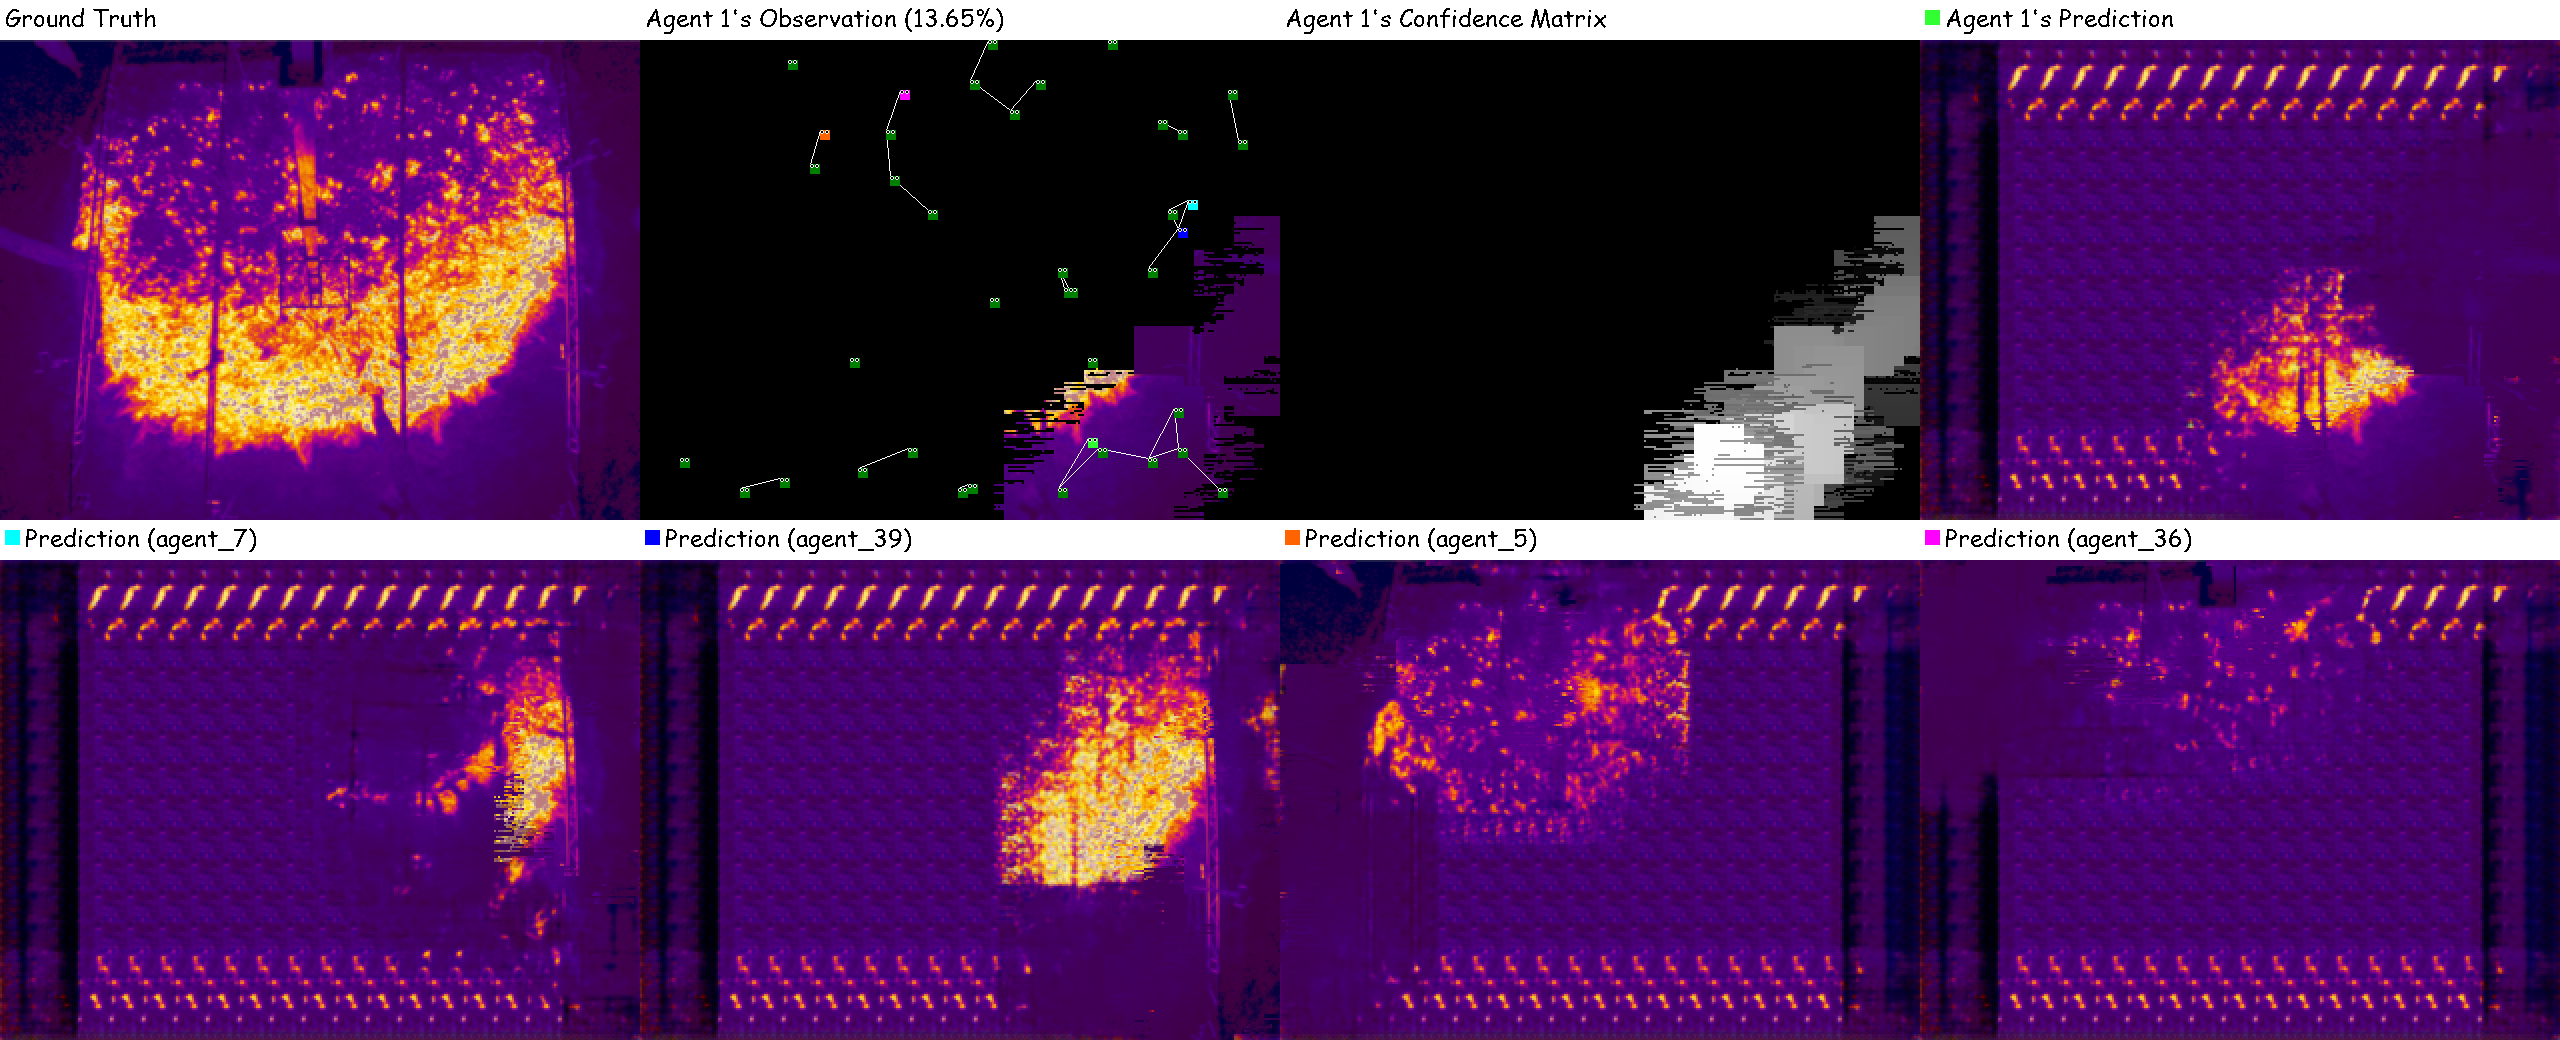 Ground Truth
Agent 1's Observation (13.65%)
Agent 1's Confidence Matrix
Agent 1's Prediction
Prediction (agent_7)
Prediction (agent_39)
Prediction (agent_5)
Prediction (agent_36)